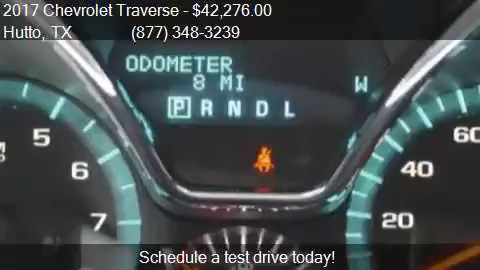 2017 Chevrolet Traverse - $42,276.00
Hutto, TX (877) 348-3239
ODOMETER
8 MI W
P R N D L
5 60
6 40
7 20
Schedule a test drive today!